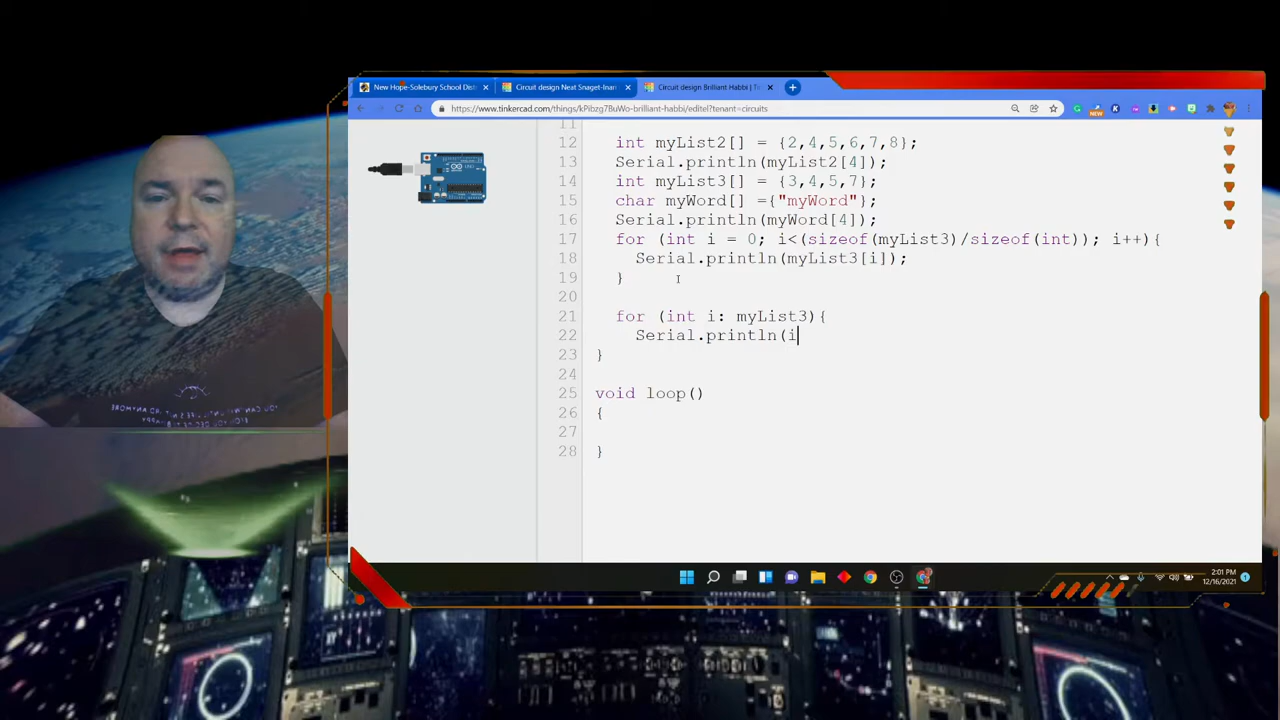 New Hope-Solebury School Dist
Circuit design Neat Snaget-Inar
Circuit design Brilliant Habbi | Ti
https://www.tinkercad.com/things/kPibzg7BuWo-brilliant-habbi/editel?tenant=circuits
11
12 int myList2[] = {2,4,5,6,7,8};
13 Serial.println(myList2[4]);
14 int myList3[] = {3,4,5,7};
15 char myWord[] ={"myWord"};
16 Serial.println(myWord[4]);
17 for (int i = 0; i<(sizeof(myList3)/sizeof(int)); i++){
18 Serial.println(myList3[i]);
19 }
20
21 for (int i: myList3){
22 Serial.println(i
23 }
24
25 void loop()
26 {
27
28 }
NEW
2:01 PM
12/16/2021